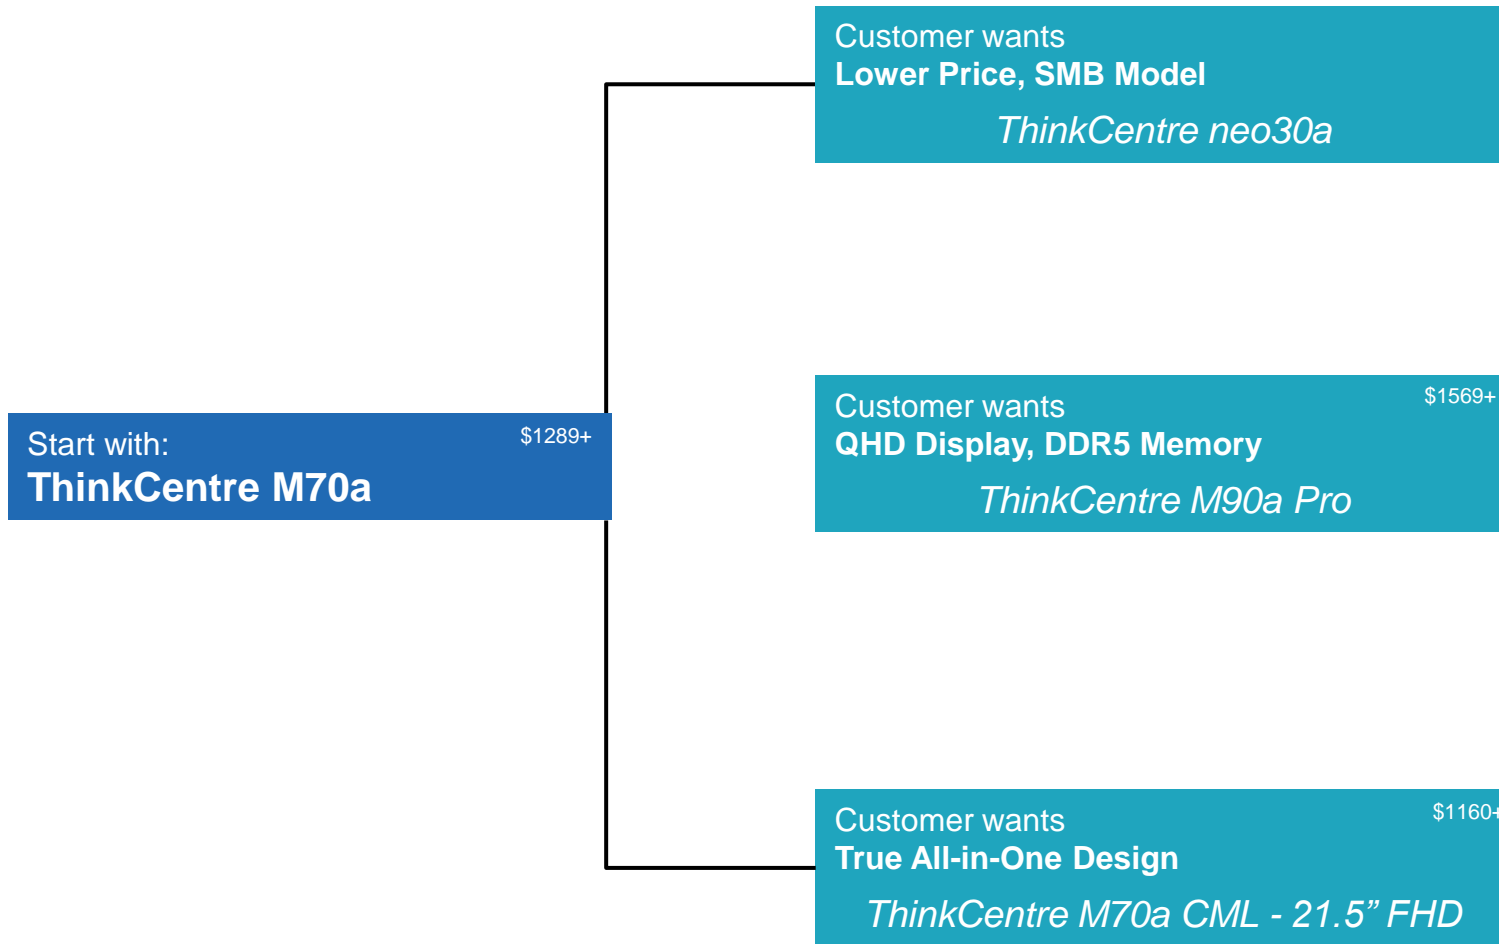 Customer wants
Lower Price, SMB Model
ThinkCentre neo30a
Start with:
$1289+
ThinkCentre M70a
Customer wants
$1569+
QHD Display, DDR5 Memory
ThinkCentre M90a Pro
Customer wants
$1160+
True All-in-One Design
ThinkCentre M70a CML - 21.5” FHD